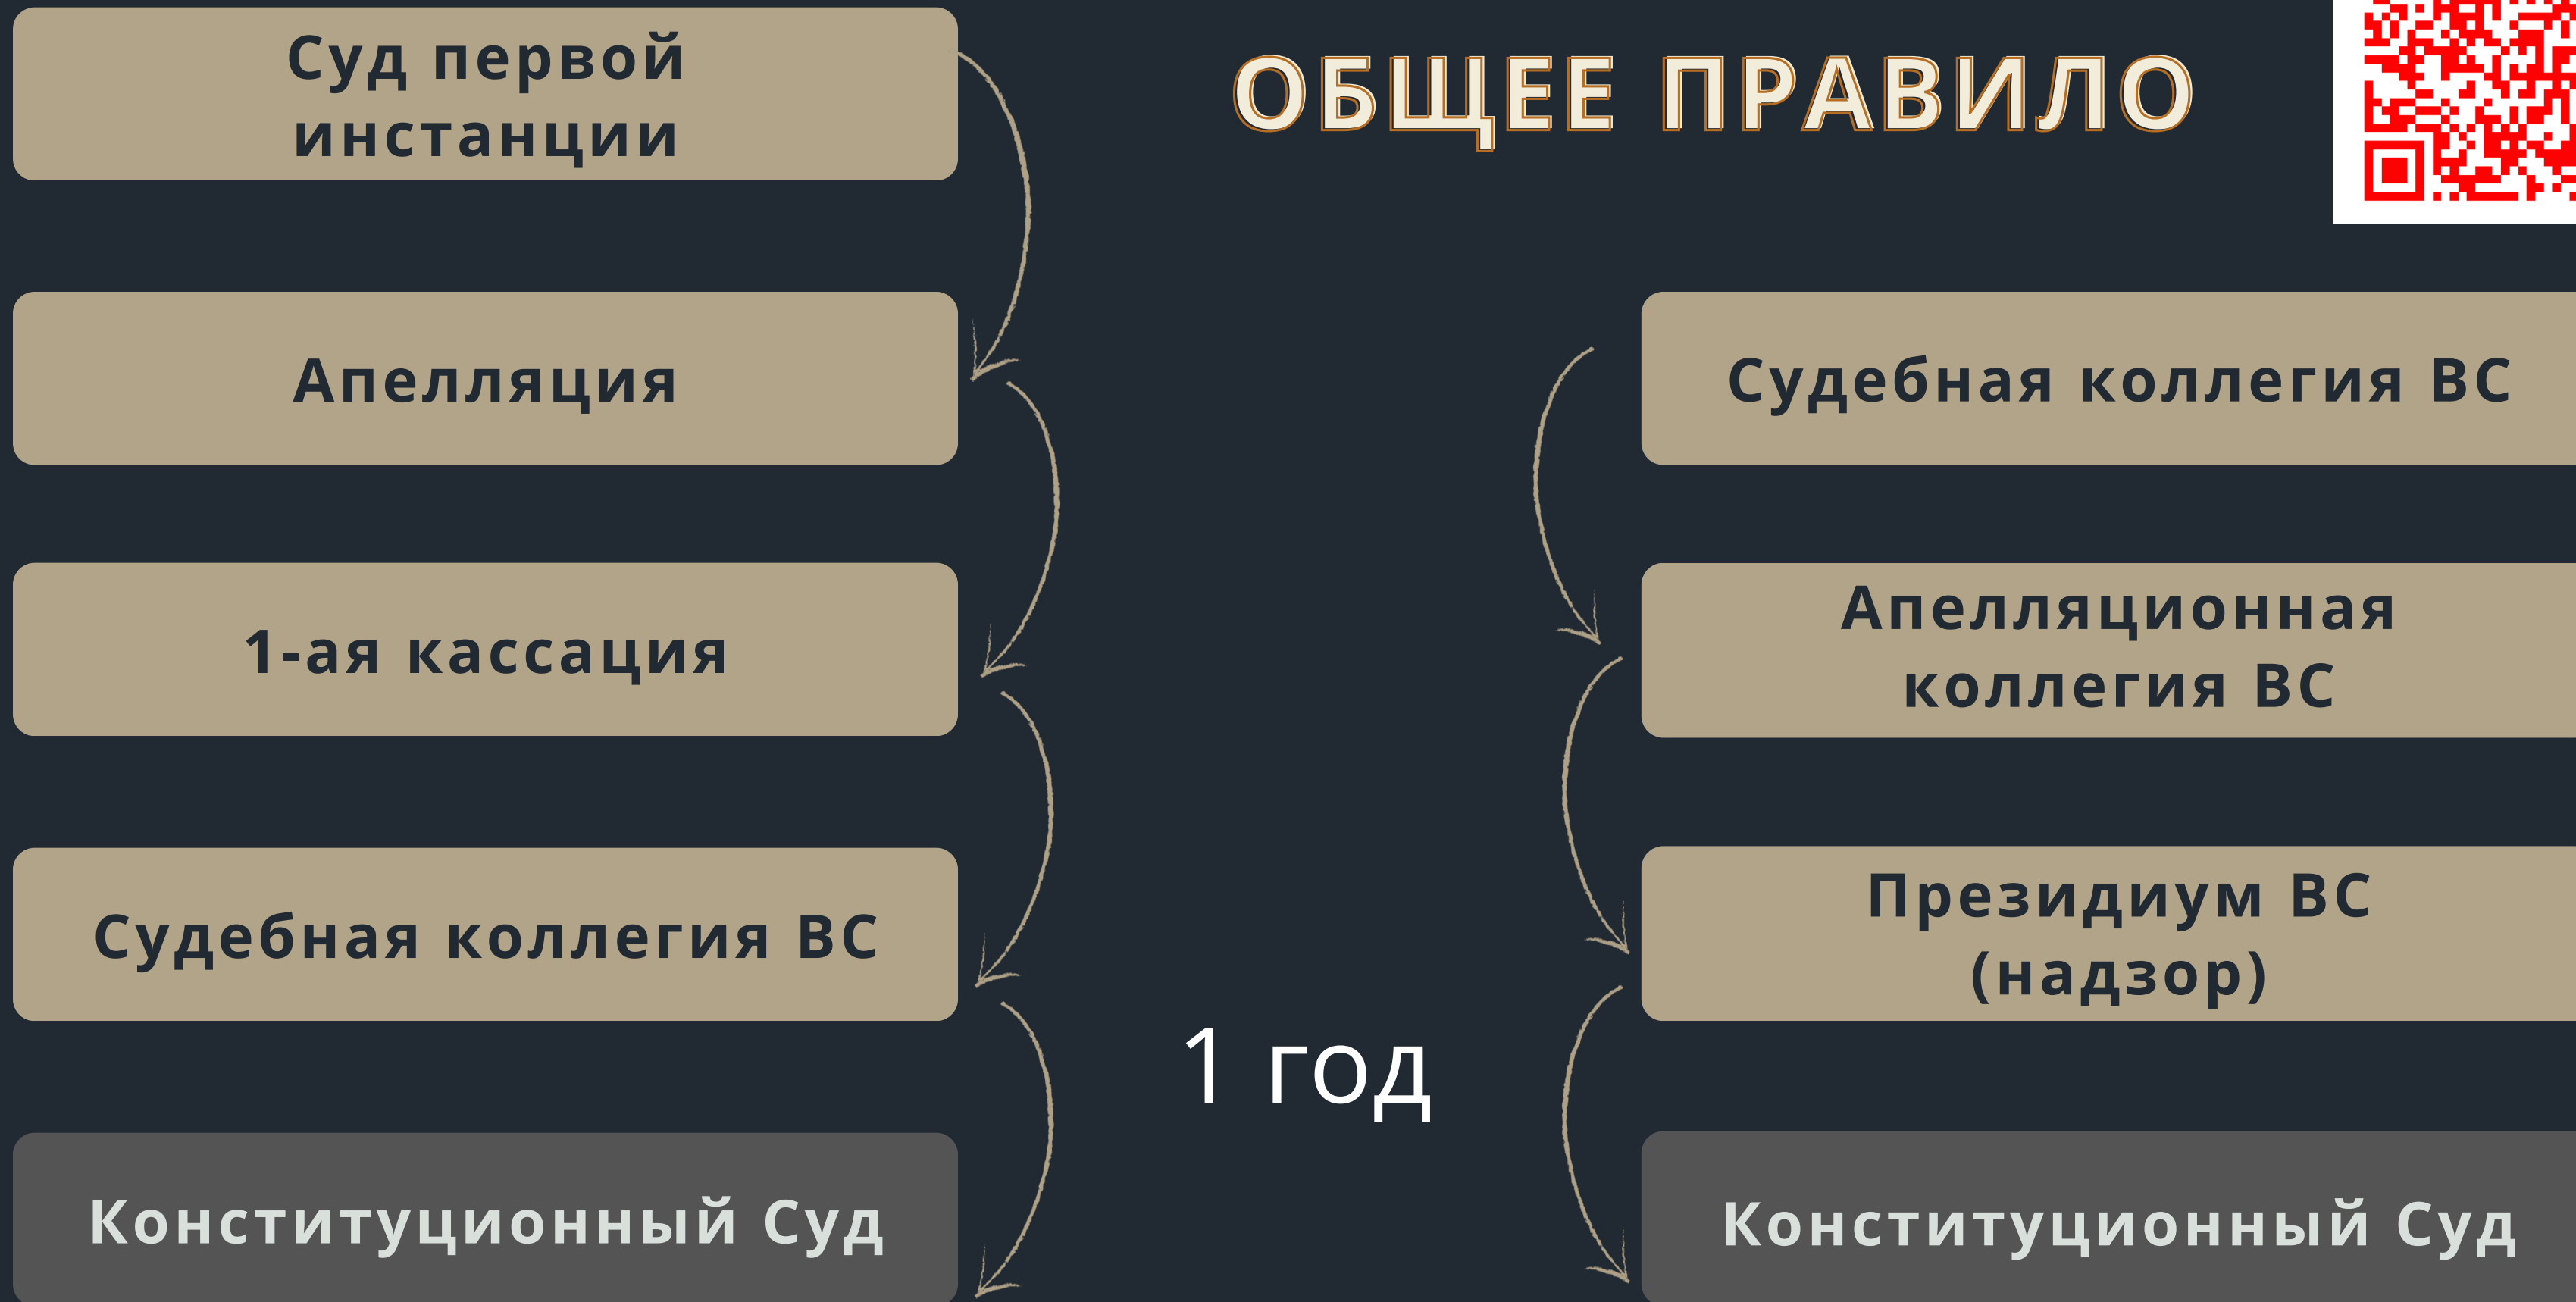 ОБЩЕЕ ПРАВИЛО
Суд первой
инстанции
Апелляция
1-ая кассация
Судебная коллегия ВС
Конституционный Суд
1 год
Судебная коллегия ВС
Апелляционная
коллегия ВС
Президиум ВС
(надзор)
Конституционный Суд